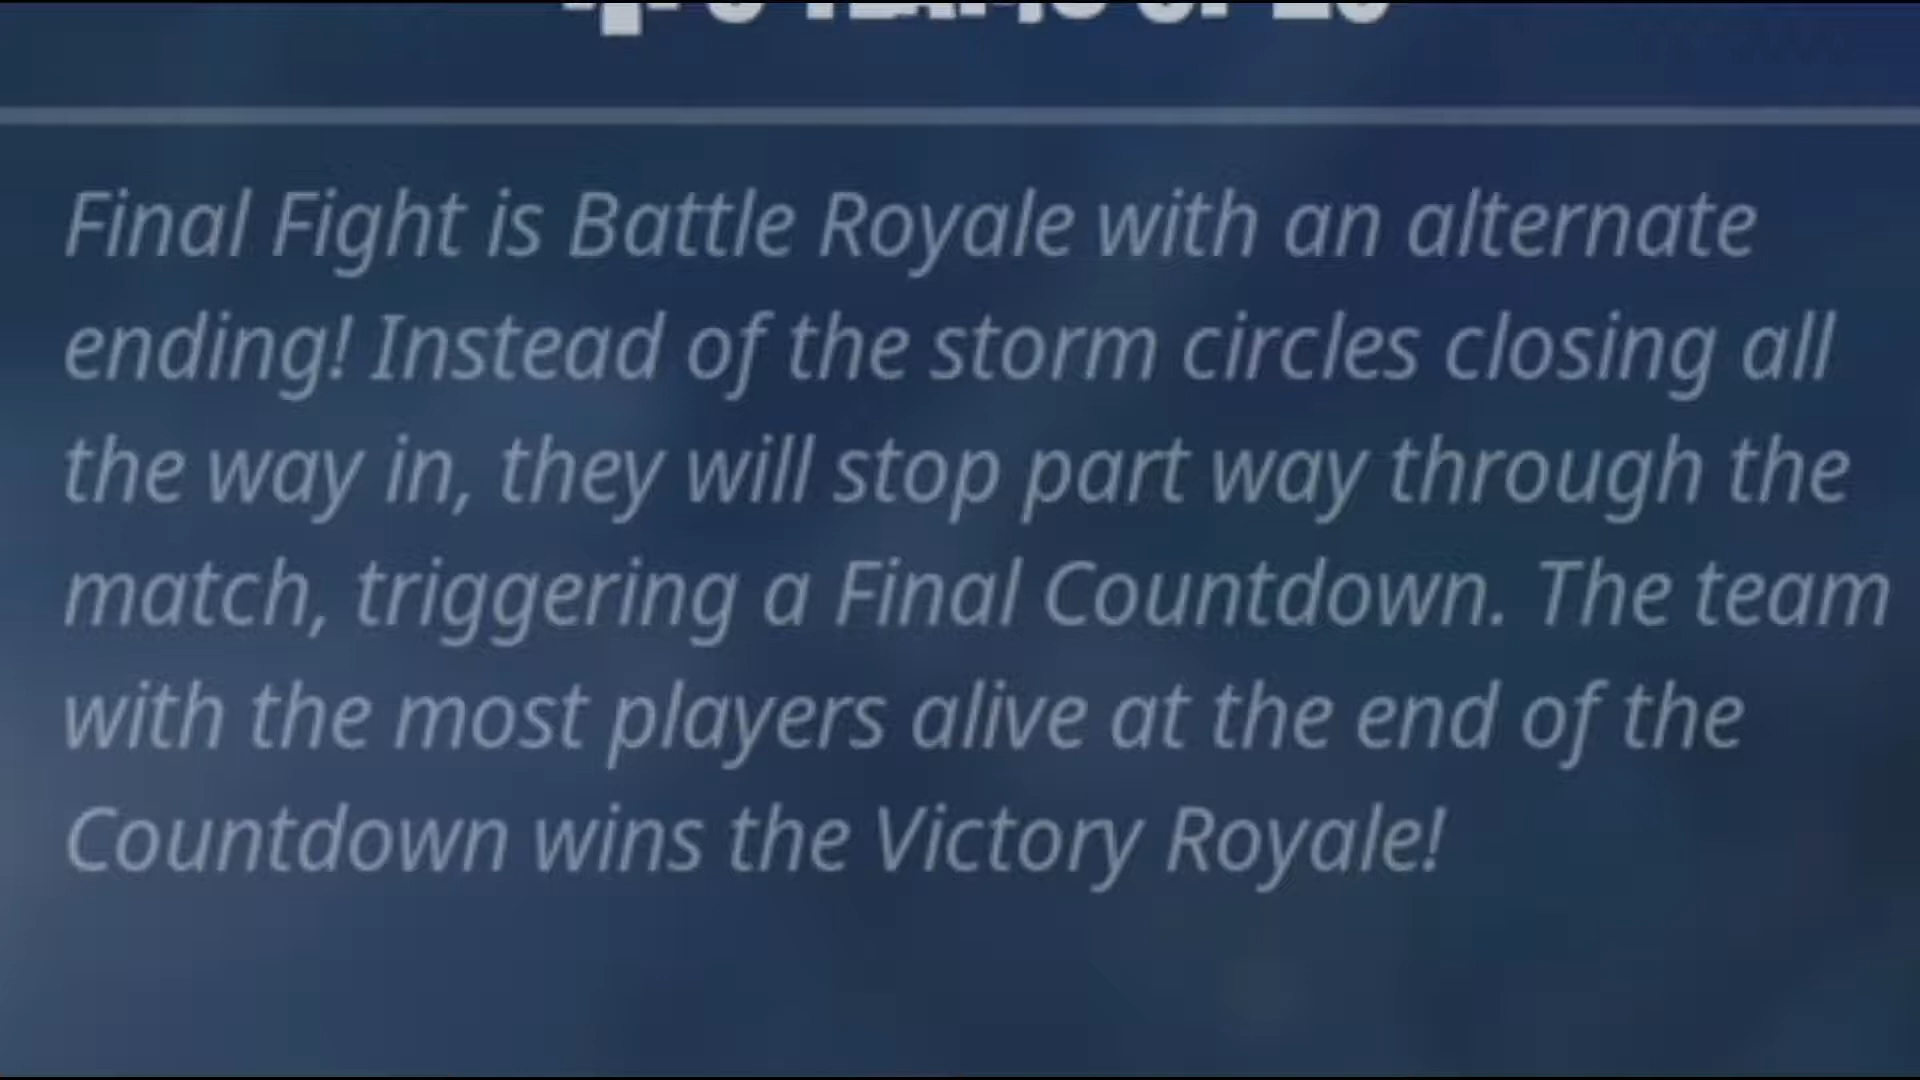 Final Fight is Battle Royale with an alternate
ending! Instead of the storm circles closing all
the way in, they will stop part way through the
match, triggering a Final Countdown. The team
with the most players alive at the end of the
Countdown wins the Victory Royale!